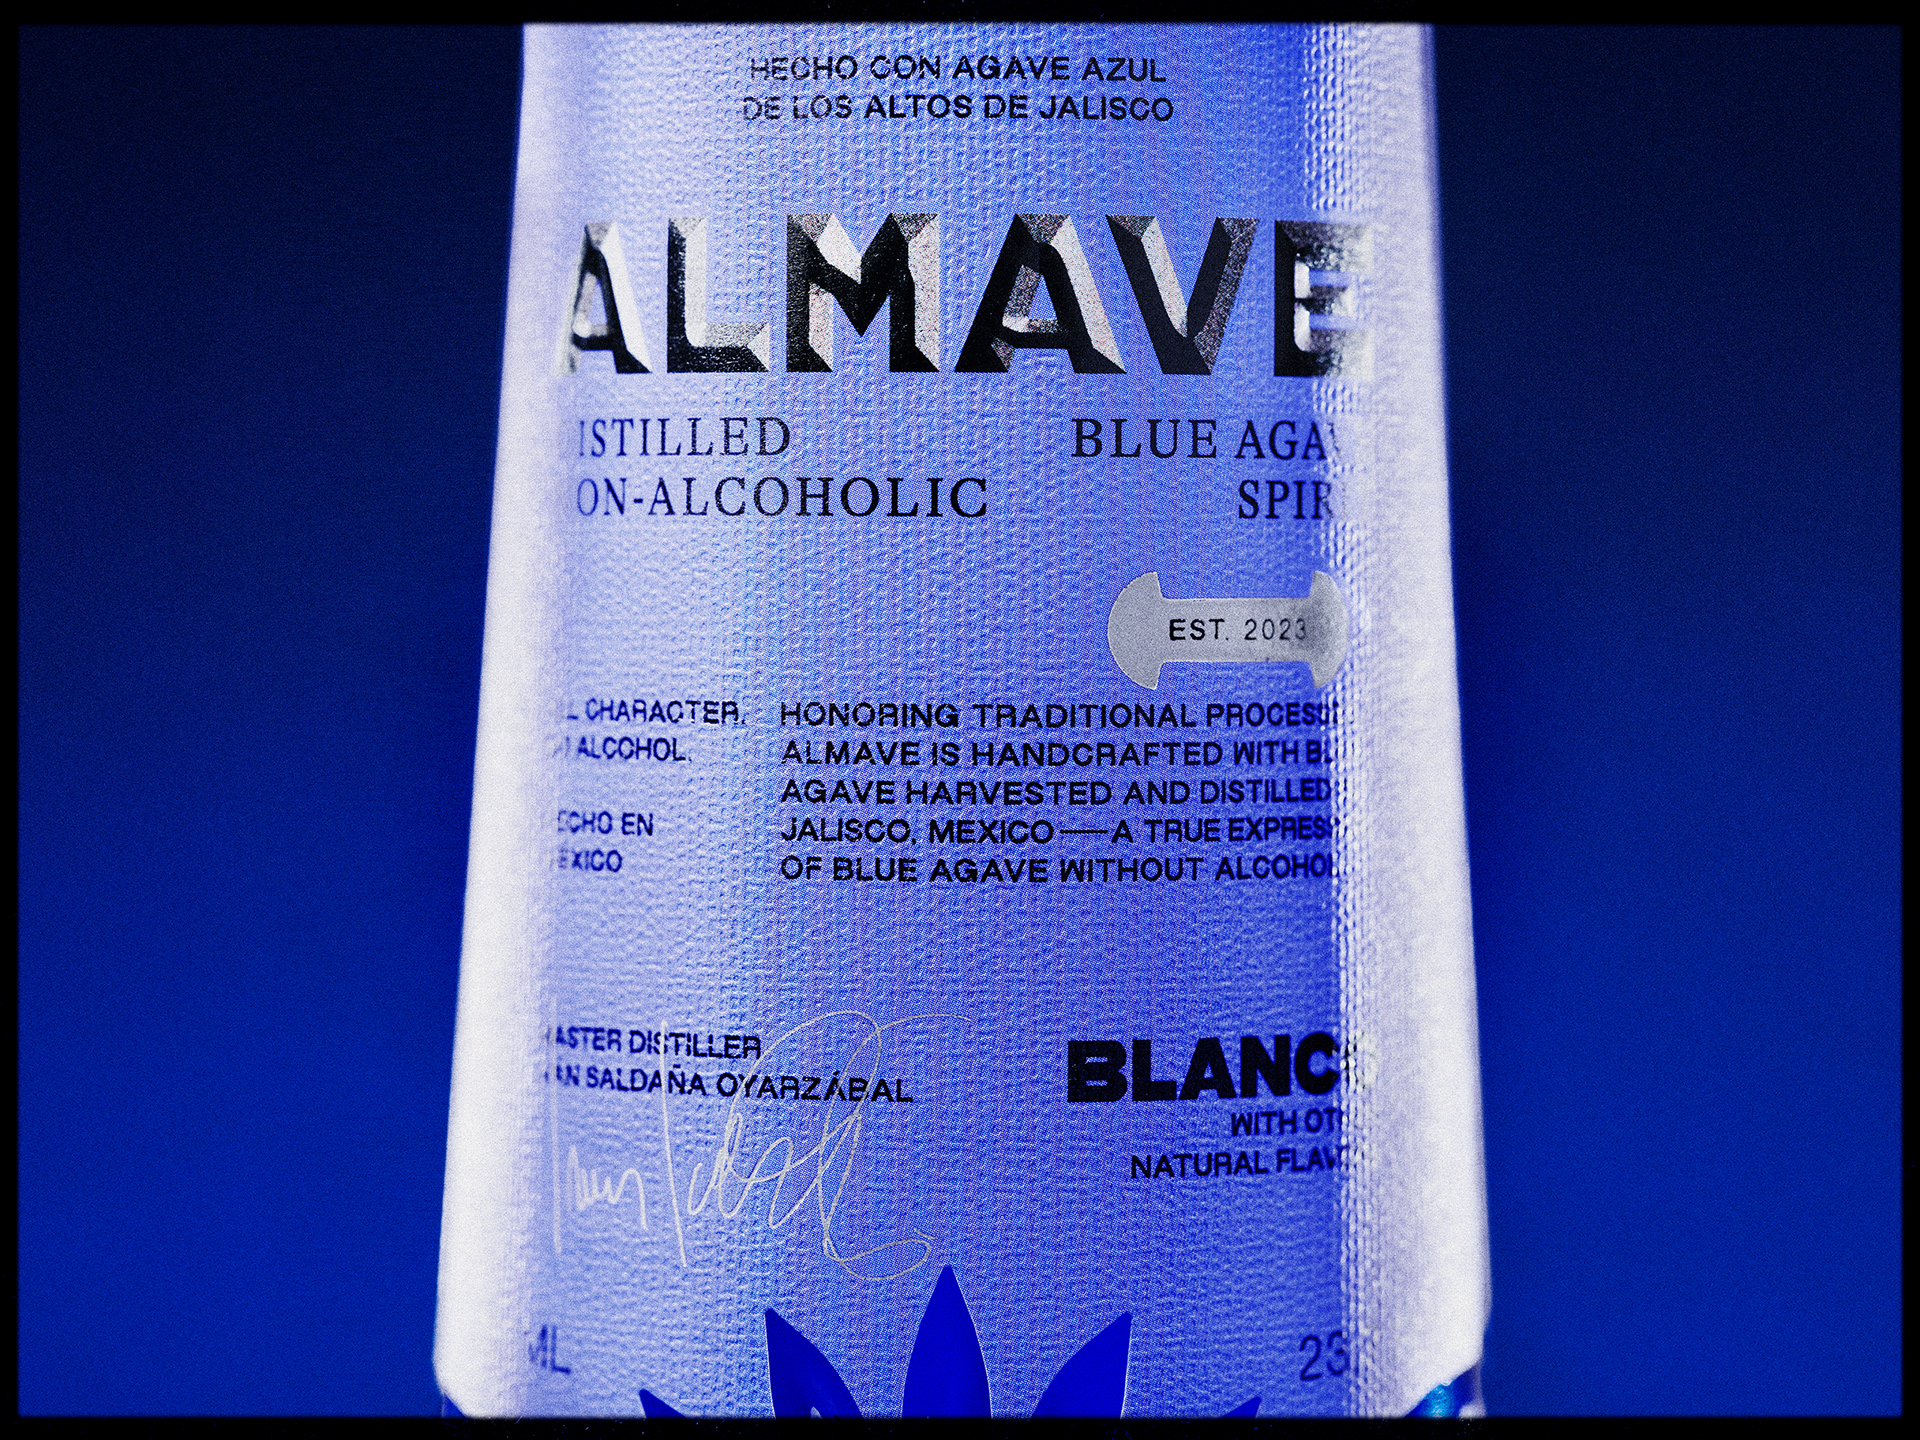 HECHO CON AGAVE AZUL
DE LOS ALTOS DE JALISCO
ALMAVE
ISTILLED
ON-ALCOHOLIC
BLUE AGAV
SPIR
EST. 2023
L CHARACTER.
ALCOHOL.
ECHO EN
EXICO
HONORING TRADITIONAL PROCESS
ALMAVE IS HANDCRAFTED WITH BL
AGAVE HARVESTED AND DISTILLED
JALISCO, MEXICO—A TRUE EXPRESS
OF BLUE AGAVE WITHOUT ALCOHOL
ASTER DISTILLER
AN SALDAÑA OYARZÁBAL
BLANC
WITH OT
NATURAL FLAV
ML
23